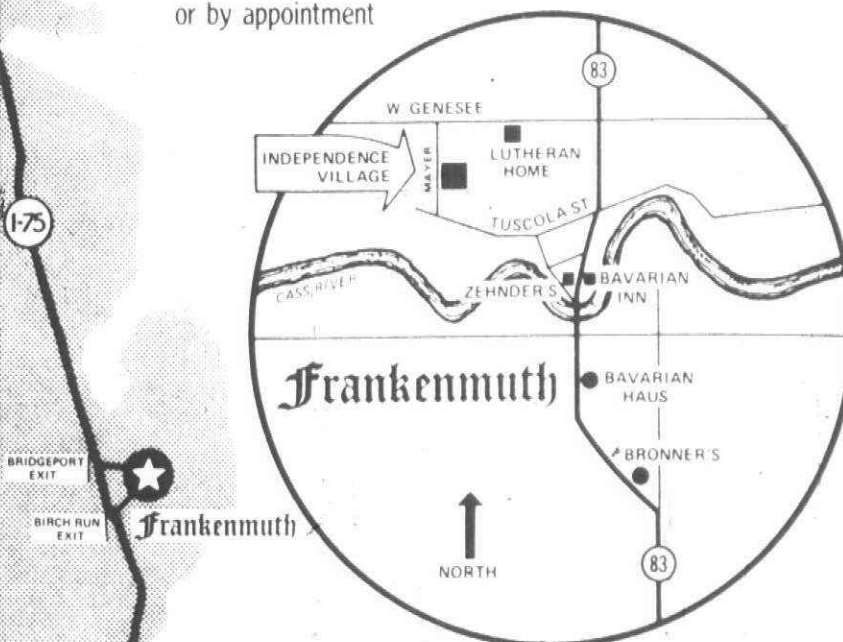 or by appointment
83
W. GENESEE
INDEPENDENCE
VILLAGE
MAYER
LUTHERAN
HOME
I-75
TUSCOLA ST.
CASS RIVER
ZEHNDER'S
BAVARIAN
INN
Frankenmuth
BAVARIAN
HAUS
BRONNER'S
BRIDGEPORT
EXIT
BIRCH RUN
EXIT
Frankenmuth
NORTH
83